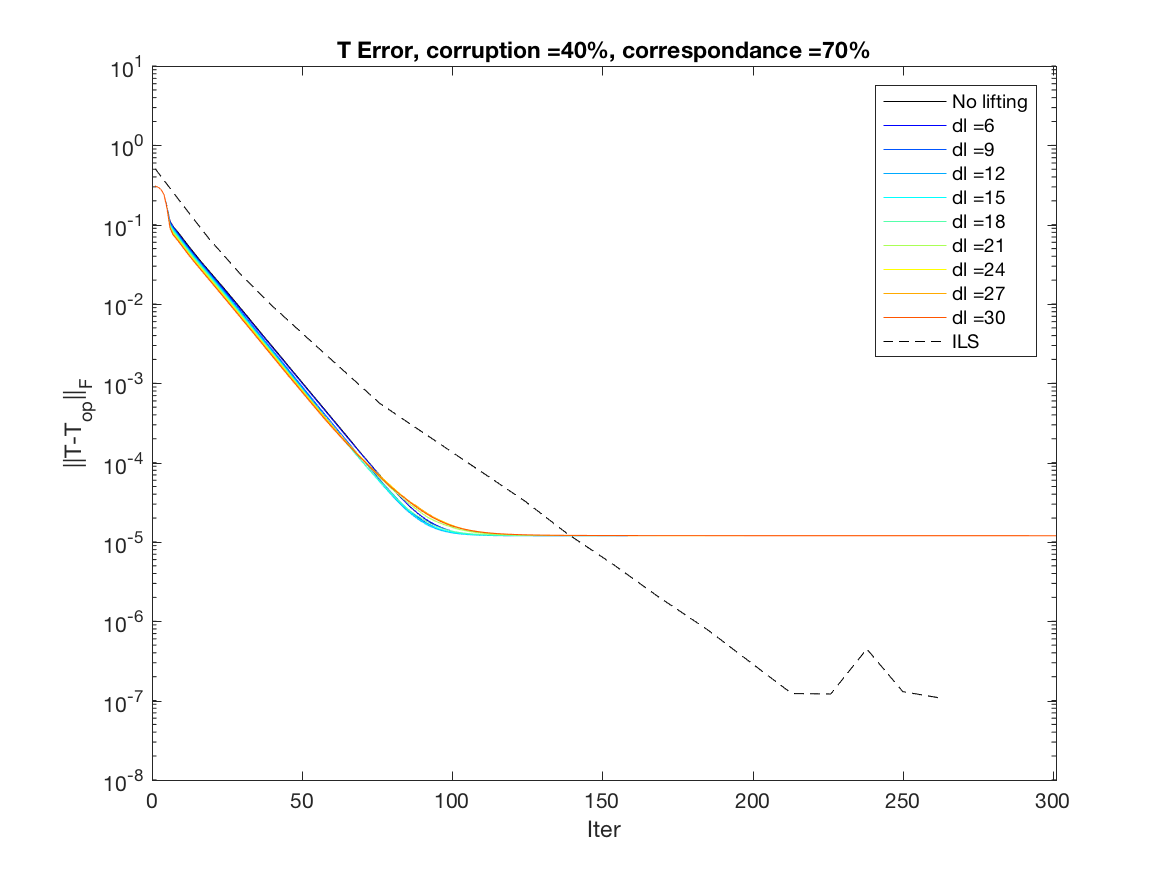 T Error, corruption =40%, correspondance =70%
10^1
10^0
10^-1
10^-2
10^-3
10^-4
10^-5
10^-6
10^-7
10^-8
||T-T_op||_F
No lifting
dl =6
dl =9
dl =12
dl =15
dl =18
dl =21
dl =24
dl =27
dl =30
ILS
0 50 100 150 200 250 300
Iter